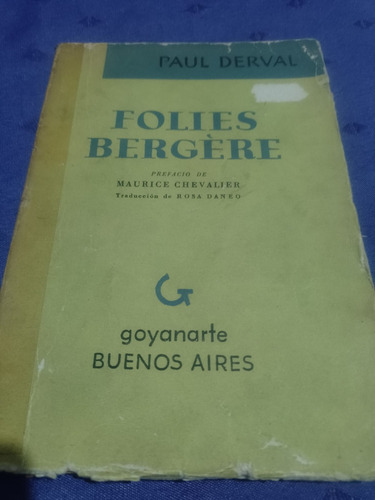 PAUL DERVAL
FOLIES
BERGÈRE
PREFACIO DE
MAURICE CHEVALIER
Traducción de ROSA DANEO
G
goyanarte
BUENOS AIRES